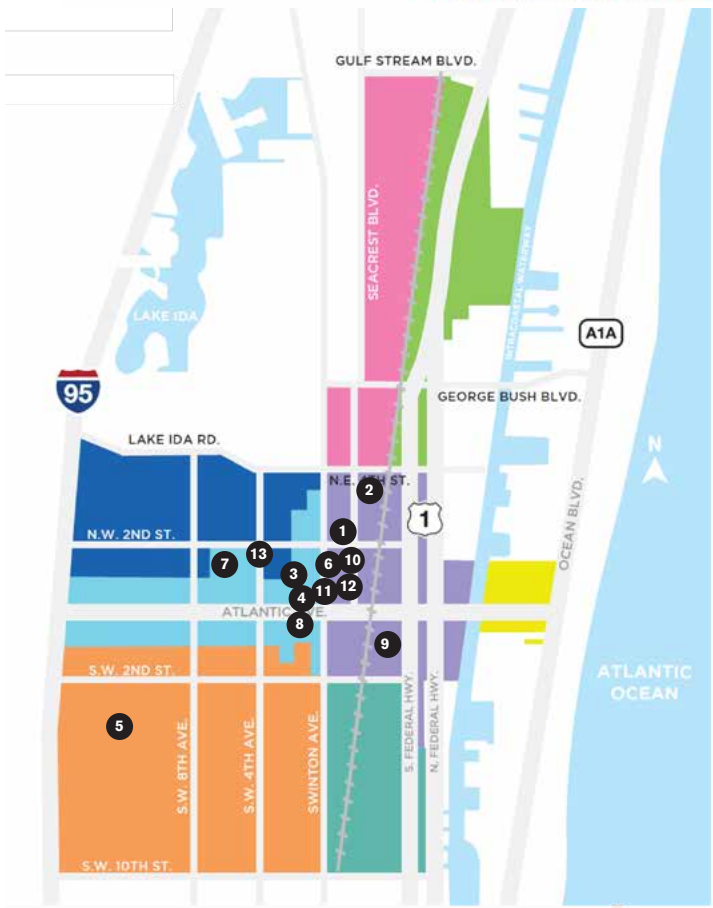 GULF STREAM BLVD.
SEACREST BLVD.
INTRACOASTAL WATERWAY
LAKE IDA
A1A
95
GEORGE BUSH BLVD.
LAKE IDA RD.
N
N.E. 4TH ST.
2
1
OCEAN BLVD.
N.W. 2ND ST.
1
13
7
6
10
3
12
11
4
ATLANTIC AVE.
8
9
S.W. 2ND ST.
ATLANTIC
OCEAN
5
S.W. 8TH AVE.
S.W. 4TH AVE.
SWINTON AVE.
S. FEDERAL HWY.
N. FEDERAL HWY.
S.W. 10TH ST.